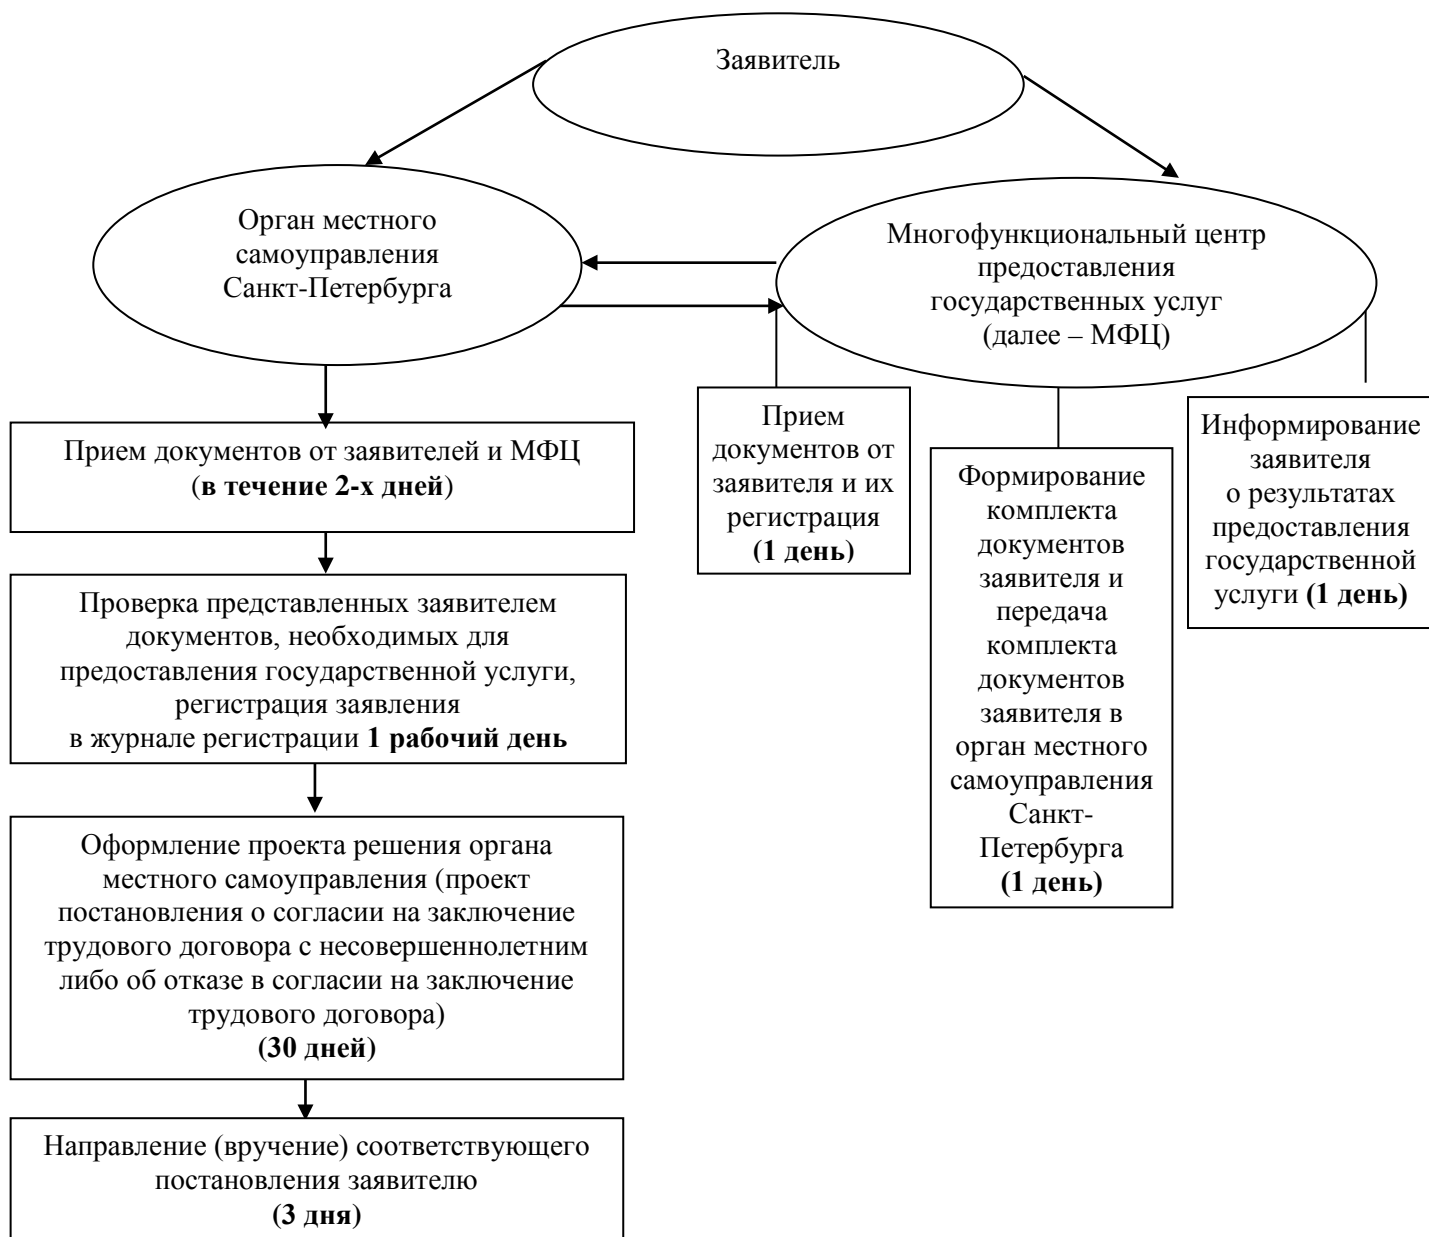 Заявитель
Орган местного
самоуправления
Санкт-Петербурга
Многофункциональный центр
предоставления
государственных услуг
(далее – МФЦ)
Прием документов от заявителей и МФЦ
(в течение 2-х дней)
Проверка представленных заявителем
документов, необходимых для
предоставления государственной услуги,
регистрация заявления
в журнале регистрации 1 рабочий день
Оформление проекта решения органа
местного самоуправления (проект
постановления о согласии на заключение
трудового договора с несовершеннолетним
либо об отказе в согласии на заключение
трудового договора)
(30 дней)
Направление (вручение) соответствующего
постановления заявителю
(3 дня)
Прием
документов от
заявителя и их
регистрация
(1 день)
Формирование
комплекта
документов
заявителя и
передача
комплекта
документов
заявителя в
орган местного
самоуправления
Санкт-
Петербурга
(1 день)
Информирование
заявителя
о результатах
предоставления
государственной
услуги (1 день)